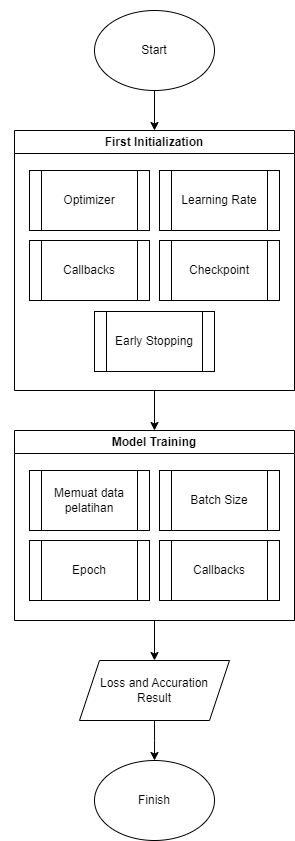 Start
First Initialization
Optimizer
Learning Rate
Callbacks
Checkpoint
Early Stopping
Model Training
Memuat data
pelatihan
Batch Size
Epoch
Callbacks
Loss and Accuration
Result
Finish